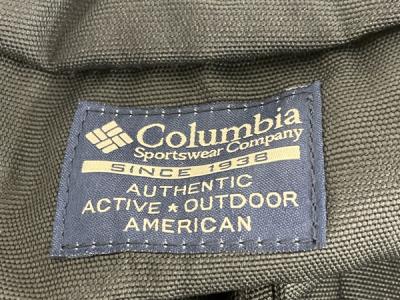 Columbia
Sportswear Company
SINCE 1938
AUTHENTIC
ACTIVE ★ OUTDOOR
AMERICAN